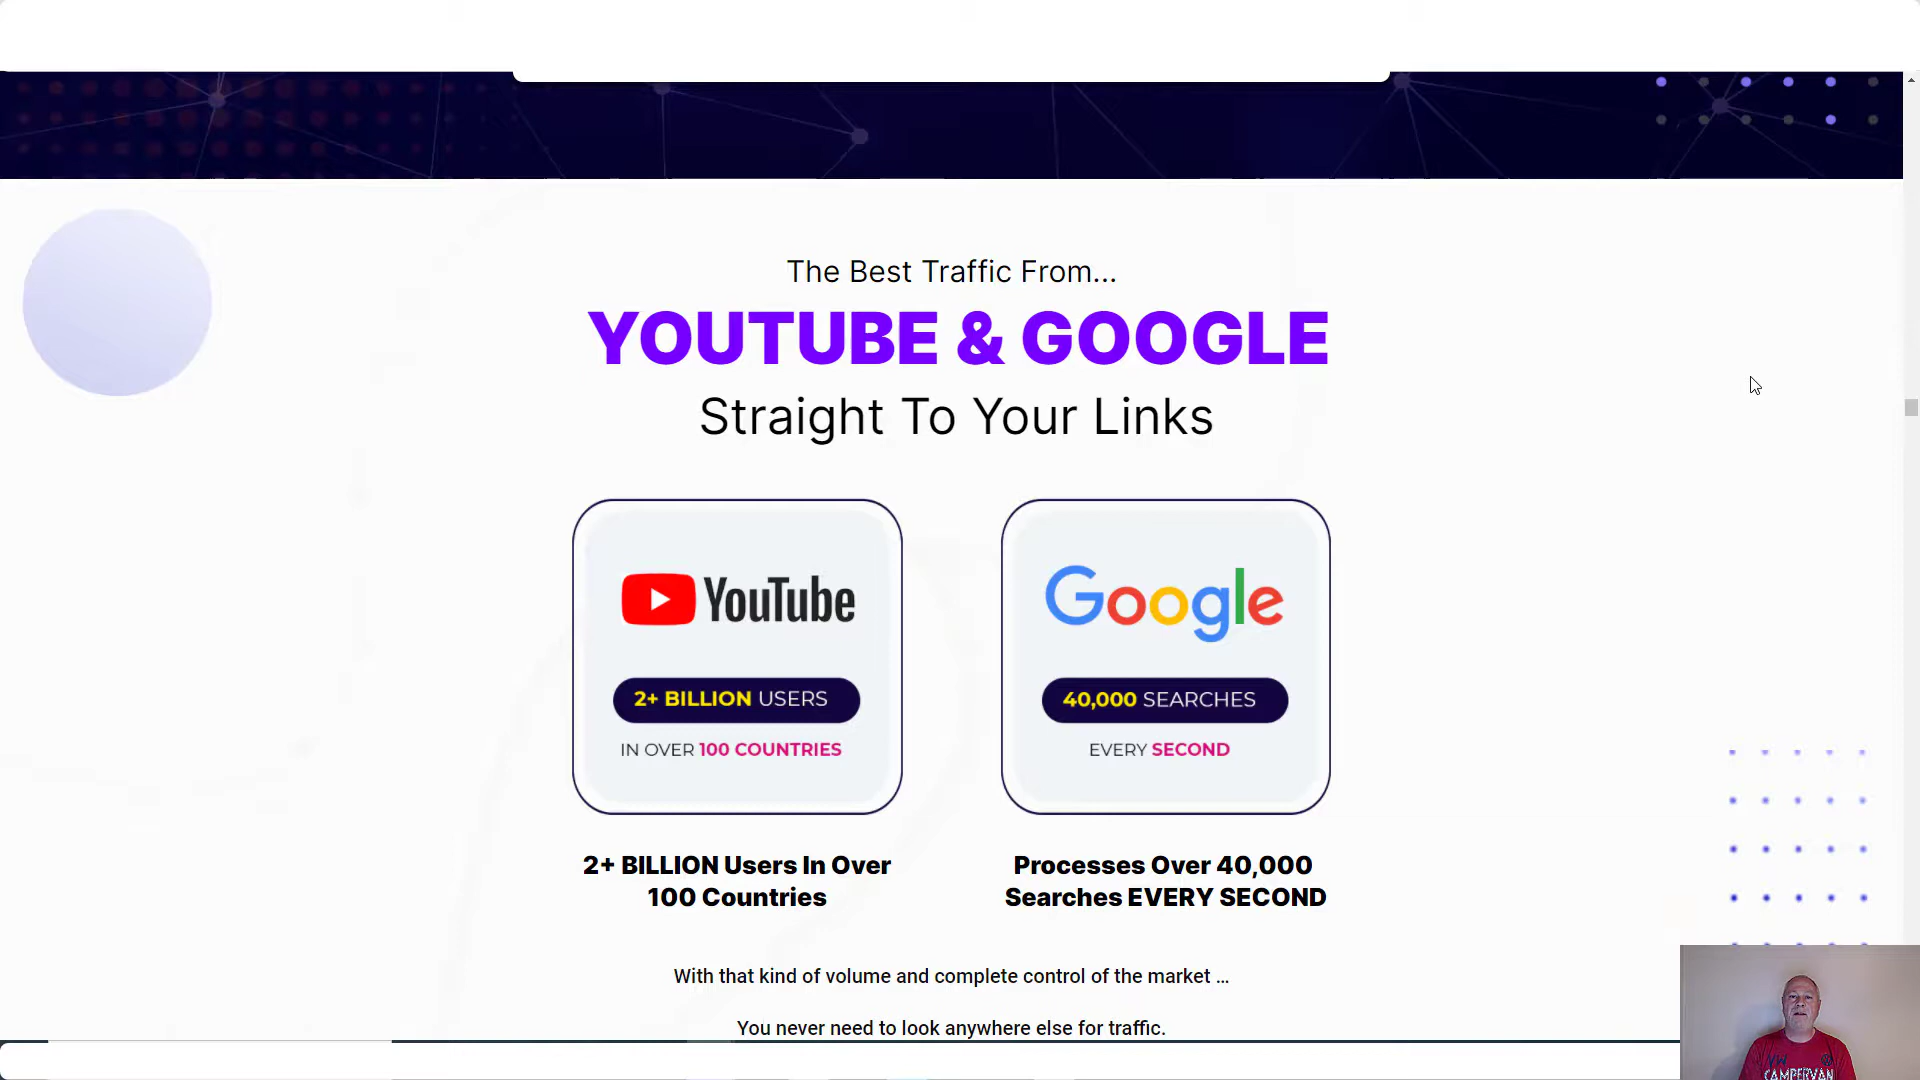 The Best Traffic From...
YOUTUBE & GOOGLE
Straight To Your Links
YouTube
Google
2+ BILLION USERS
40,000 SEARCHES
IN OVER 100 COUNTRIES
EVERY SECOND
2+ BILLION Users In Over
100 Countries
Processes Over 40,000
Searches EVERY SECOND
With that kind of volume and complete control of the market ...
You never need to look anywhere else for traffic.
VW
CAMPERVAN